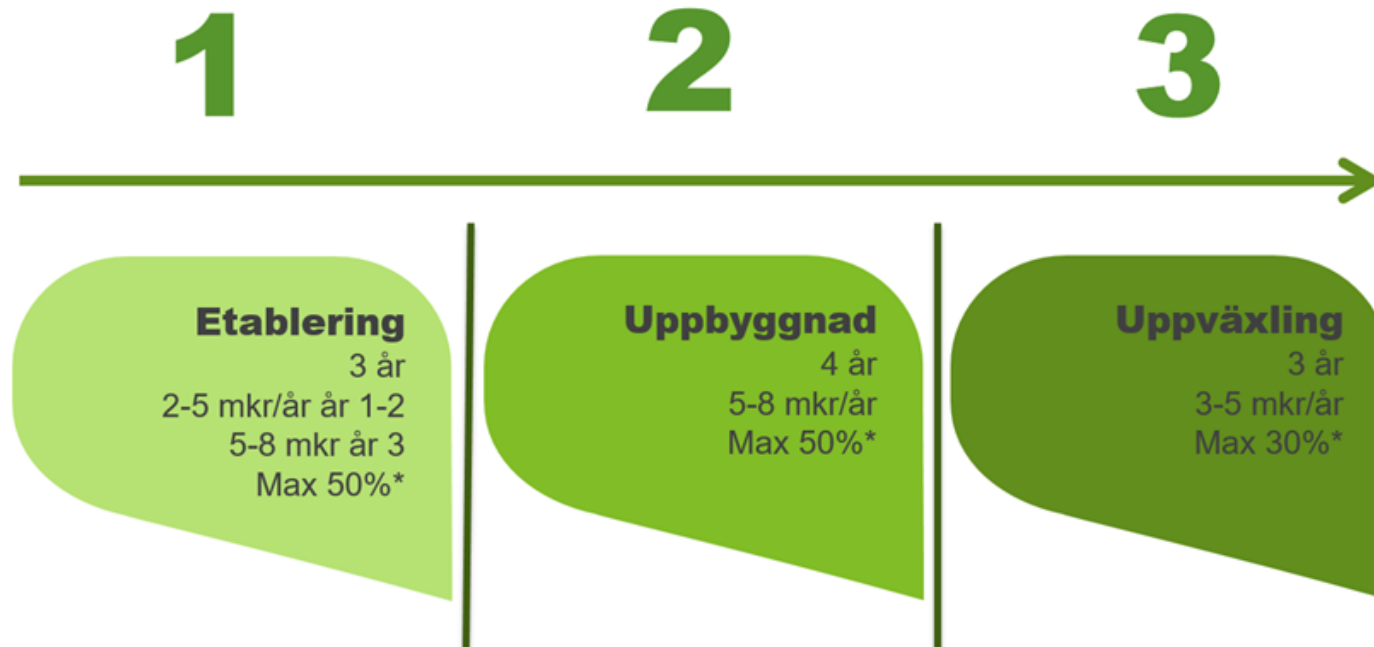 1
2
3
Etablering
3 år
2-5 mkr/år år 1-2
5-8 mkr år 3
Max 50%*
Uppbyggnad
4 år
5-8 mkr/år
Max 50%*
Uppväxling
3 år
3-5 mkr/år
Max 30%*